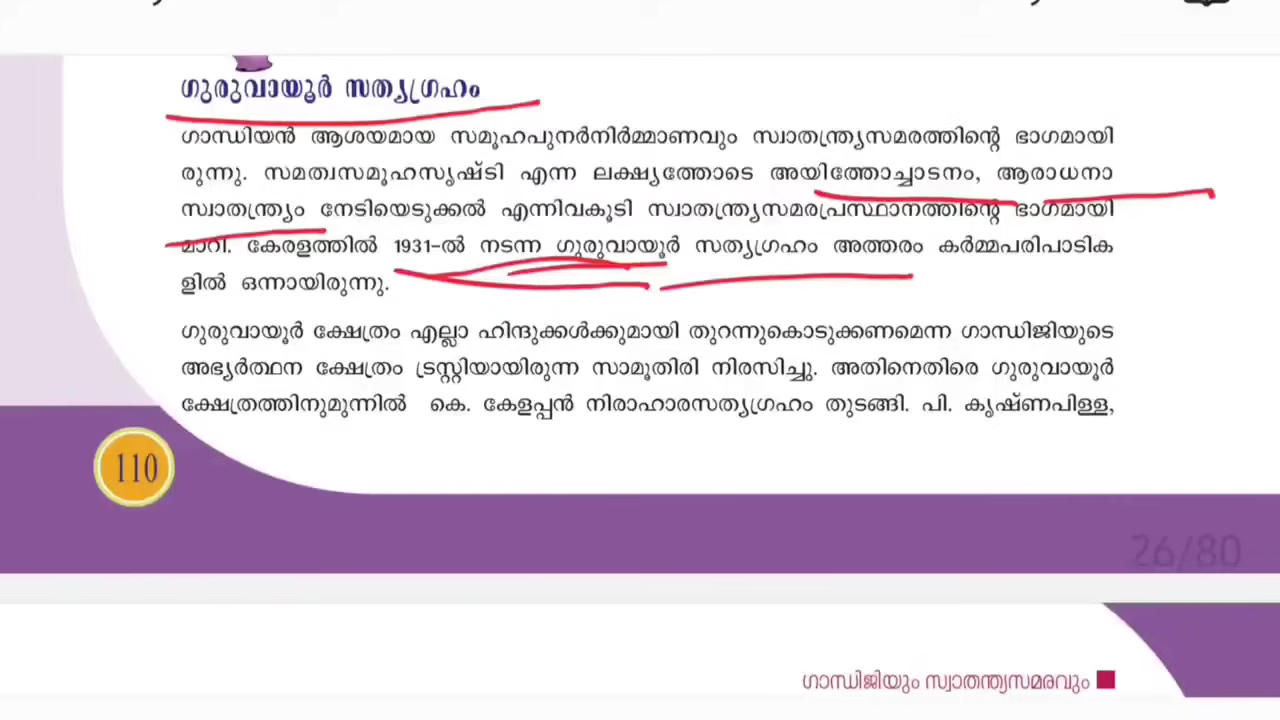 ഗുരുവായൂർ സത്യഗ്രഹം
ഗാന്ധിയൻ ആശയമായ സമൂഹപുനർനിർമ്മാണവും സ്വാതന്ത്ര്യസമരത്തിന്റെ ഭാഗമായി
രുന്നു. സമത്വസമൂഹസൃഷ്ടി എന്ന ലക്ഷ്യത്തോടെ അയിത്തോച്ചാടനം, ആരാധനാ
സ്വാതന്ത്ര്യം നേടിയെടുക്കൽ എന്നിവകൂടി സ്വാതന്ത്ര്യസമരപ്രസ്ഥാനത്തിന്റെ ഭാഗമായി
മാറി. കേരളത്തിൽ 1931-ൽ നടന്ന ഗുരുവായൂർ സത്യഗ്രഹം അത്തരം കർമ്മപരിപാടിക
ളിൽ ഒന്നായിരുന്നു.
ഗുരുവായൂർ ക്ഷേത്രം എല്ലാ ഹിന്ദുക്കൾക്കുമായി തുറന്നുകൊടുക്കണമെന്ന ഗാന്ധിജിയുടെ
അഭ്യർത്ഥന ക്ഷേത്രം ട്രസ്റ്റിയായിരുന്ന സാമൂതിരി നിരസിച്ചു. അതിനെതിരെ ഗുരുവായൂർ
ക്ഷേത്രത്തിനുമുന്നിൽ കെ. കേളപ്പൻ നിരാഹാരസത്യഗ്രഹം തുടങ്ങി. പി. കൃഷ്ണപിള്ള,
110
26/80
ഗാന്ധിജിയും സ്വാതന്ത്ര്യസമരവും